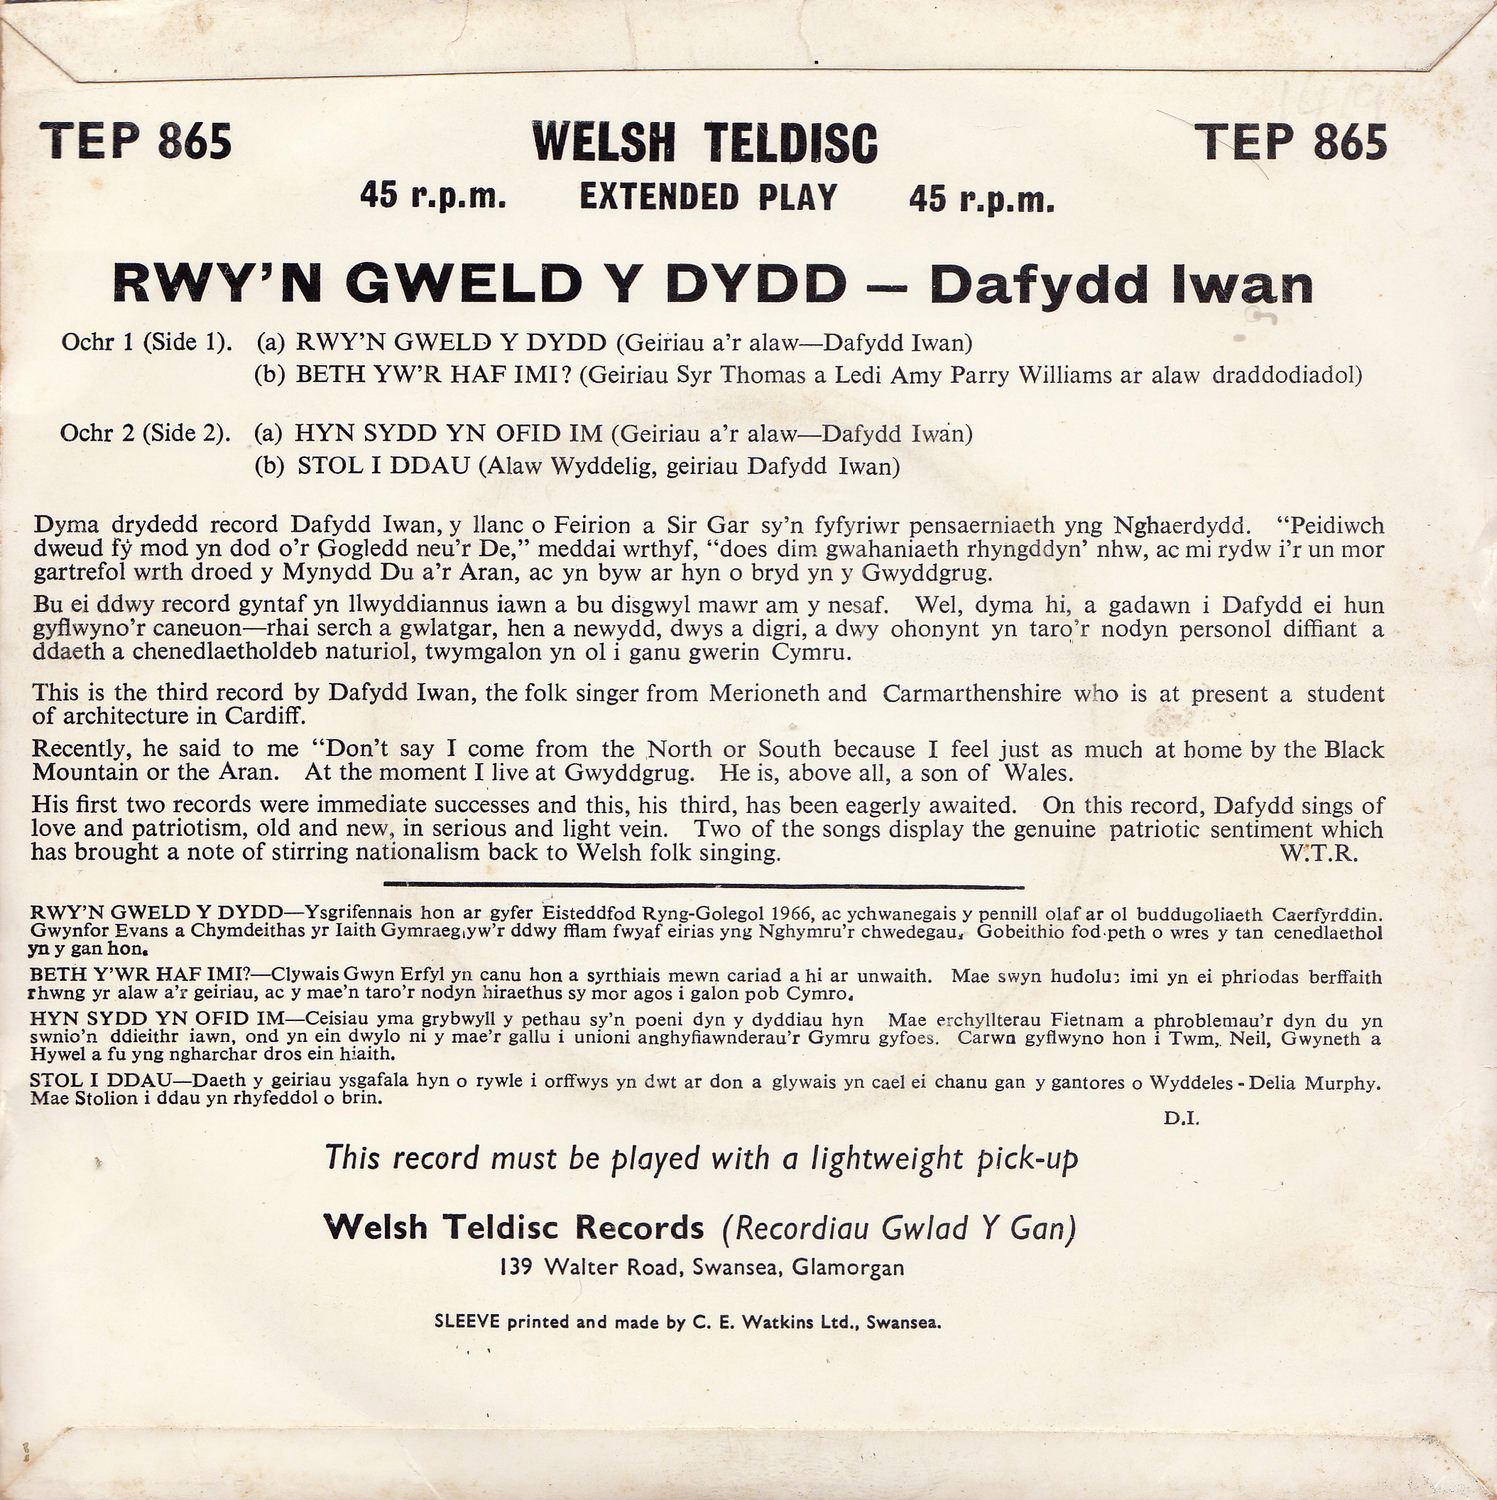 TEP 865 WELSH TELDISC TEP 865
45 r.p.m. EXTENDED PLAY 45 r.p.m.
RWY'N GWELD Y DYDD — Dafydd Iwan
Ochr 1 (Side 1). (a) RWY'N GWELD Y DYDD (Geiriau a'r alaw—Dafydd Iwan)
(b) BETH YW'R HAF IMI? (Geiriau Syr Thomas a Ledi Amy Parry Williams ar alaw draddodiadol)
Ochr 2 (Side 2). (a) HYN SYDD YN OFID IM (Geiriau a'r alaw—Dafydd Iwan)
(b) STOL I DDAU (Alaw Wyddelig, geiriau Dafydd Iwan)
Dyma drydedd record Dafydd Iwan, y llanc o Feirion a Sir Gar sy'n fyfyriwr pensaerniaeth yng Nghaerdydd. “Peidiwch
dweud fy mod yn dod o'r Gogledd neu'r De,” meddai wrthyf, “does dim gwahaniaeth rhyngddyn' nhw, ac mi rydw i'r un mor
gartrefol wrth droed y Mynydd Du a'r Aran, ac yn byw ar hyn o bryd yn y Gwyddgrug.
Bu ei ddwy record gyntaf yn llwyddiannus iawn a bu disgwyl mawr am y nesaf. Wel, dyma hi, a gadawn i Dafydd ei hun
gyflwyno'r caneuon—rhai serch a gwlatgar, hen a newydd, dwys a digri, a dwy ohonynt yn taro'r nodyn personol diffiant a
ddaeth a chenedlaetholdeb naturiol, twymgalon yn ol i ganu gwerin Cymru.
This is the third record by Dafydd Iwan, the folk singer from Merioneth and Carmarthenshire who is at present a student
of architecture in Cardiff.
Recently, he said to me “Don't say I come from the North or South because I feel just as much at home by the Black
Mountain or the Aran. At the moment I live at Gwyddgrug. He is, above all, a son of Wales.
His first two records were immediate successes and this, his third, has been eagerly awaited. On this record, Dafydd sings of
love and patriotism, old and new, in serious and light vein. Two of the songs display the genuine patriotic sentiment which
has brought a note of stirring nationalism back to Welsh folk singing. W.T.R.
RWY'N GWELD Y DYDD—Ysgrifennais hon ar gyfer Eisteddfod Ryng-Golegol 1966, ac ychwanegais y pennill olaf ar ol buddugoliaeth Caerfyrddin.
Gwynfor Evans a Chymdeithas yr Iaith Gymraeg, yw'r ddwy fflam fwyaf eirias yng Nghymru'r chwedegau, Gobeithio fod peth o wres y tan cenedlaethol
yn y gan hon.
BETH Y'WR HAF IMI?—Clywais Gwyn Erfyl yn canu hon a syrthiais mewn cariad a hi ar unwaith. Mae swyn hudolus imi yn ei phriodas berffaith
rhwng yr alaw a'r geiriau, ac y mae'n taro'r nodyn hiraethus sy mor agos i galon pob Cymro.
HYN SYDD YN OFID IM—Ceisiau yma grybwyll y pethau sy'n poeni dyn y dyddiau hyn Mae erchyllterau Fietnam a phroblemau'r dyn du yn
swnio'n ddieithr iawn, ond yn ein dwylo ni y mae'r gallu i unioni anghyfiawnderau'r Gymru gyfoes. Carwn gyflwyno hon i Twm, Neil, Gwyneth a
Hywel a fu yng ngharchar dros ein hiaith.
STOL I DDAU—Daeth y geiriau ysgafala hyn o rywle i orffwys yn dwt ar don a glywais yn cael ei chanu gan y gantores o Wyddeles - Delia Murphy.
Mae Stolion i ddau yn rhyfeddol o brin.
D.I.
This record must be played with a lightweight pick-up
Welsh Teldisc Records (Recordiau Gwlad Y Gan)
139 Walter Road, Swansea, Glamorgan
SLEEVE printed and made by C. E. Watkins Ltd., Swansea.